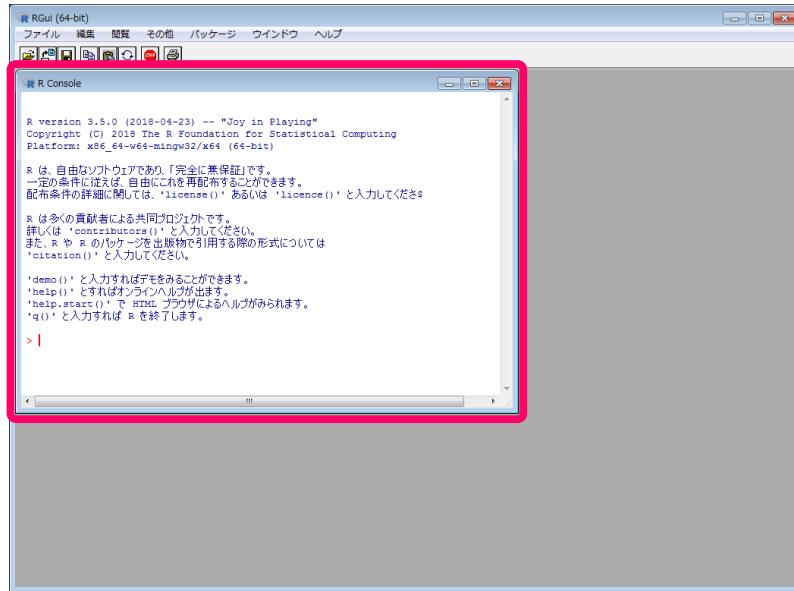 RGui (64-bit)
ファイル 編集 閲覧 その他 パッケージ ウインドウ ヘルプ
STOP
R Console
R version 3.5.0 (2018-04-23) -- "Joy in Playing"
Copyright (C) 2018 The R Foundation for Statistical Computing
Platform: x86_64-w64-mingw32/x64 (64-bit)
R は、自由なソフトウェアであり、「完全に無保証」です。
一定の条件に従えば、自由にこれを再配布することができます。
配布条件の詳細に関しては、'license()' あるいは 'licence()' と入力してくださ$
R は多くの貢献者による共同プロジェクトです。
詳しくは 'contributors()' と入力してください。
また、R や R のパッケージを出版物で引用する際の形式については
'citation()' と入力してください。
'demo()' と入力すればデモをみることができます。
'help()' とすればオンラインヘルプが出ます。
'help.start()' で HTML ブラウザによるヘルプがみられます。
'q()' と入力すれば R を終了します。
>